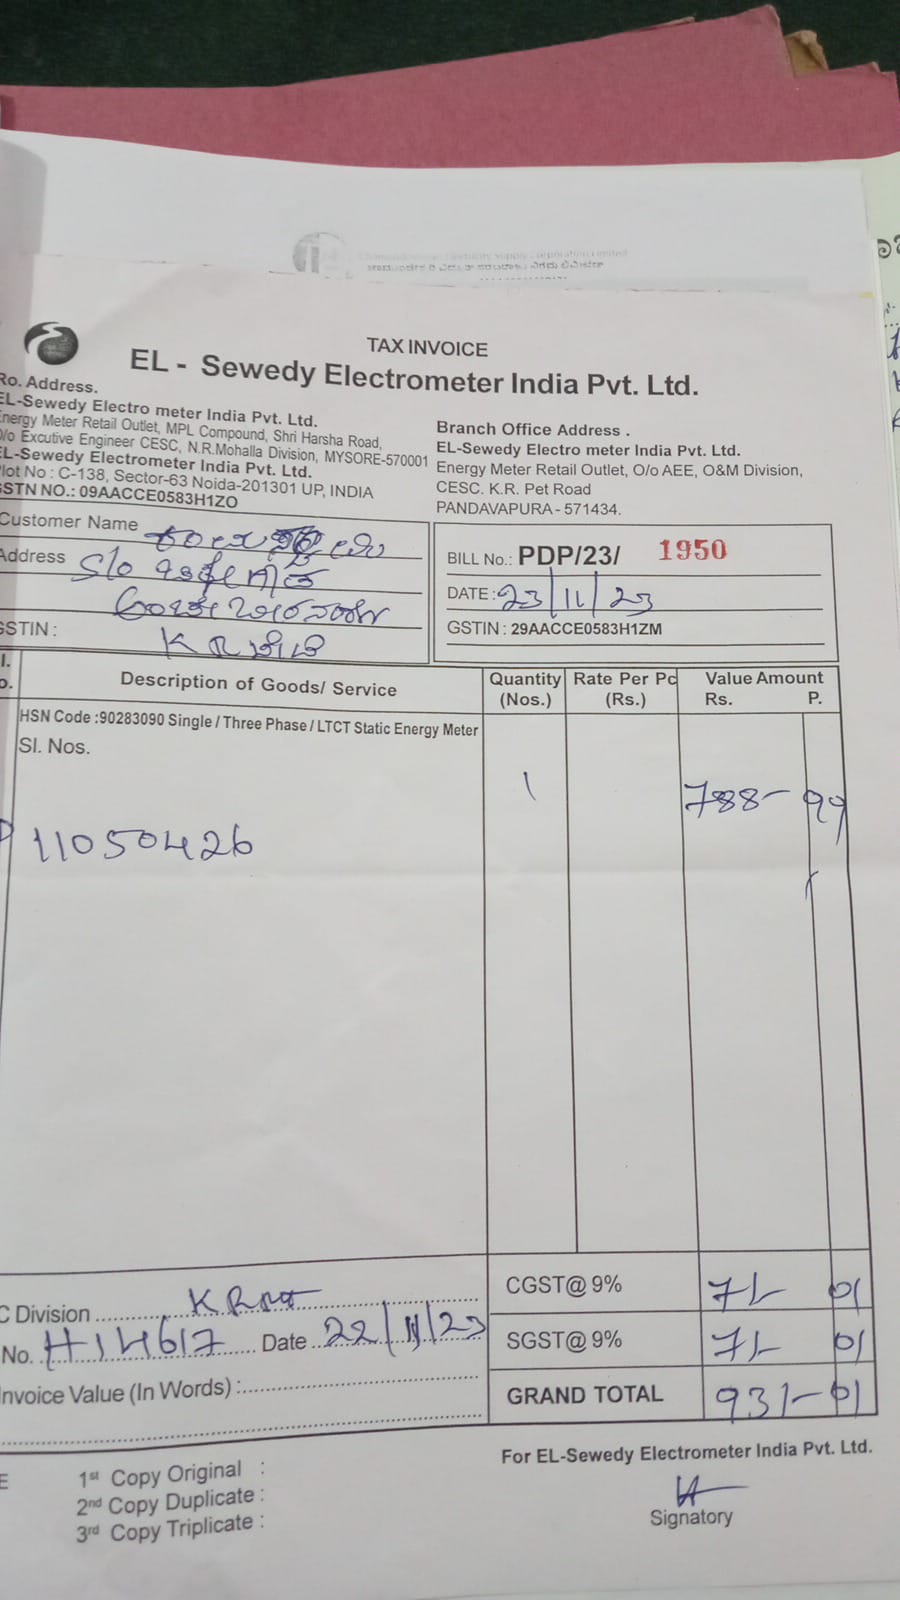 TAX INVOICE
EL - Sewedy Electrometer India Pvt. Ltd.
Ro. Address.
EL-Sewedy Electro meter India Pvt. Ltd.
Energy Meter Retail Outlet, MPL Compound, Shri Harsha Road,
O/o Excutive Engineer CESC, N.R.Mohalla Division, MYSORE-570001
EL-Sewedy Electrometer India Pvt. Ltd.
Plot No : C-138, Sector-63 Noida-201301 UP, INDIA
GSTN NO.: 09AACCE0583H1ZO
Branch Office Address .
EL-Sewedy Electro meter India Pvt. Ltd.
Energy Meter Retail Outlet, O/o AEE, O&M Division,
CESC. K.R. Pet Road
PANDAVAPURA - 571434.
Customer Name
Address S/o
GSTIN : K R ಪೇಟೆ
BILL No.: PDP/23/ 1950
DATE : 23/11/23
GSTIN : 29AACCE0583H1ZM
Description of Goods/ Service Quantity (Nos.) Rate Per Pc (Rs.) Value Amount Rs. P.
HSN Code :90283090 Single / Three Phase / LTCT Static Energy Meter
Sl. Nos.
1 788- 99
11050426
CGST@ 9% 71- 01
SGST@ 9% 71- 01
GRAND TOTAL 931- 01
C Division
No. H14617 Date 22/11/23
Invoice Value (In Words) :
For EL-Sewedy Electrometer India Pvt. Ltd.
Signatory
1st Copy Original :
2nd Copy Duplicate :
3rd Copy Triplicate :